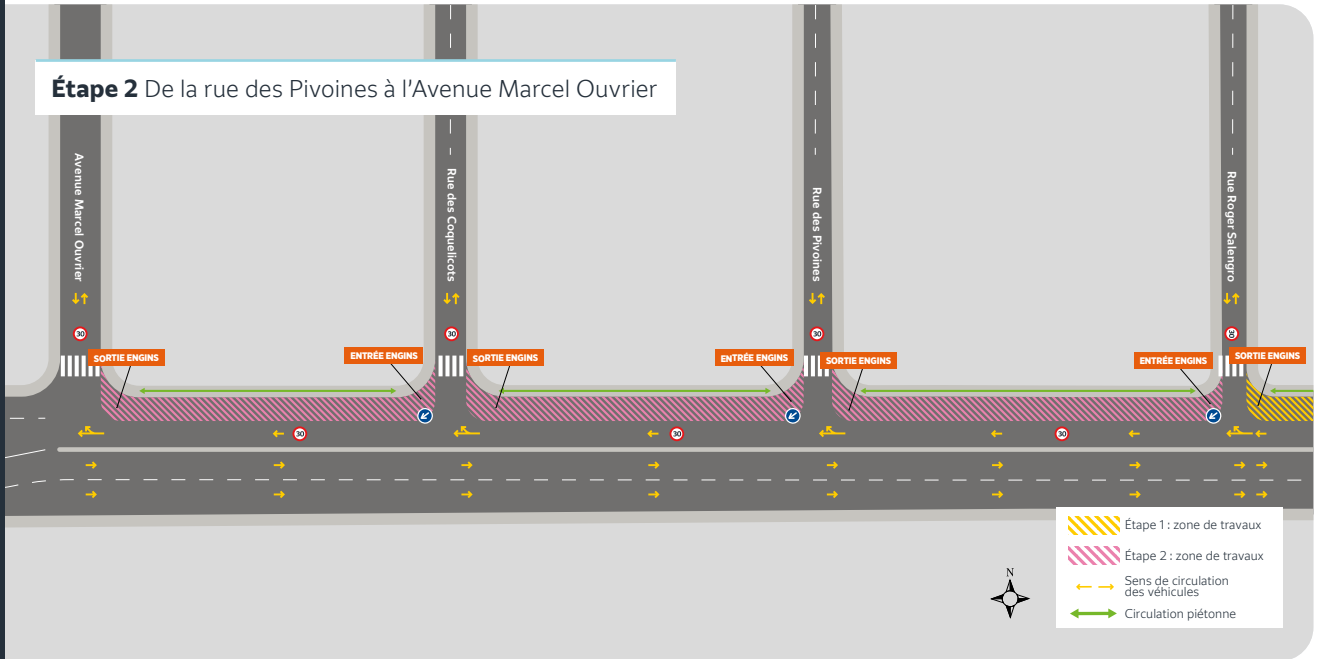 Étape 2 De la rue des Pivoines à l'Avenue Marcel Ouvrier
Avenue Marcel Ouvrier
Rue des Coquelicots
Rue des Pivoines
Rue Roger Salengro
30
30
30
30
SORTIE ENGINS
ENTRÉE ENGINS
SORTIE ENGINS
ENTRÉE ENGINS
SORTIE ENGINS
ENTRÉE ENGINS
SORTIE ENGINS
30
30
30
Étape 1 : zone de travaux
Étape 2 : zone de travaux
Sens de circulation
des véhicules
Circulation piétonne
N